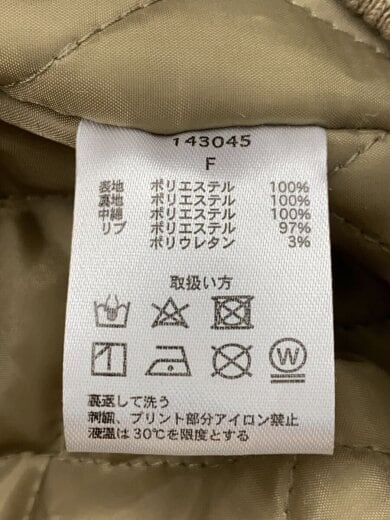 143045
F
表地 ポリエステル 100%
裏地 ポリエステル 100%
中綿 ポリエステル 100%
リブ ポリエステル 97%
ポリウレタン 3%
取扱い方
W
裏返して洗う
刺繍、プリント部分アイロン禁止
液温は30℃を限度とする